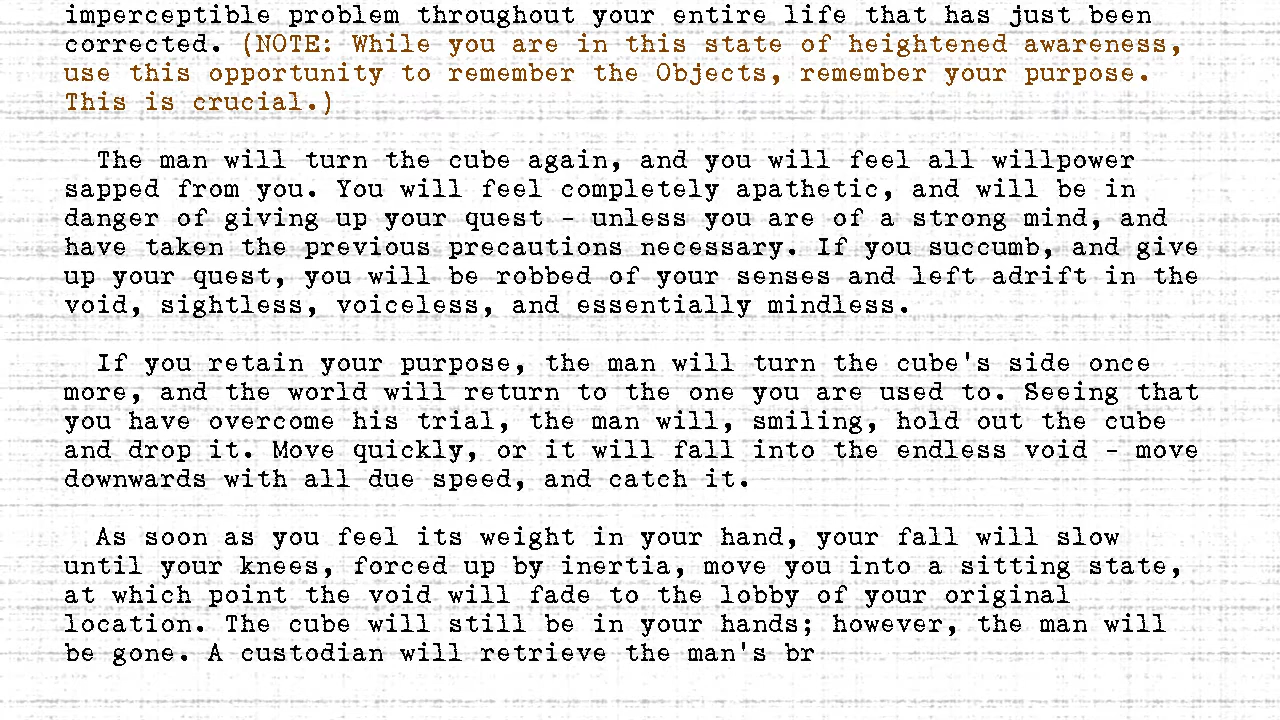 imperceptible problem throughout your entire life that has just been
corrected. (NOTE: While you are in this state of heightened awareness,
use this opportunity to remember the Objects, remember your purpose.
This is crucial.)
The man will turn the cube again, and you will feel all willpower
sapped from you. You will feel completely apathetic, and will be in
danger of giving up your quest - unless you are of a strong mind, and
have taken the previous precautions necessary. If you succumb, and give
up your quest, you will be robbed of your senses and left adrift in the
void, sightless, voiceless, and essentially mindless.
If you retain your purpose, the man will turn the cube's side once
more, and the world will return to the one you are used to. Seeing that
you have overcome his trial, the man will, smiling, hold out the cube
and drop it. Move quickly, or it will fall into the endless void - move
downwards with all due speed, and catch it.
As soon as you feel its weight in your hand, your fall will slow
until your knees, forced up by inertia, move you into a sitting state,
at which point the void will fade to the lobby of your original
location. The cube will still be in your hands; however, the man will
be gone. A custodian will retrieve the man's br